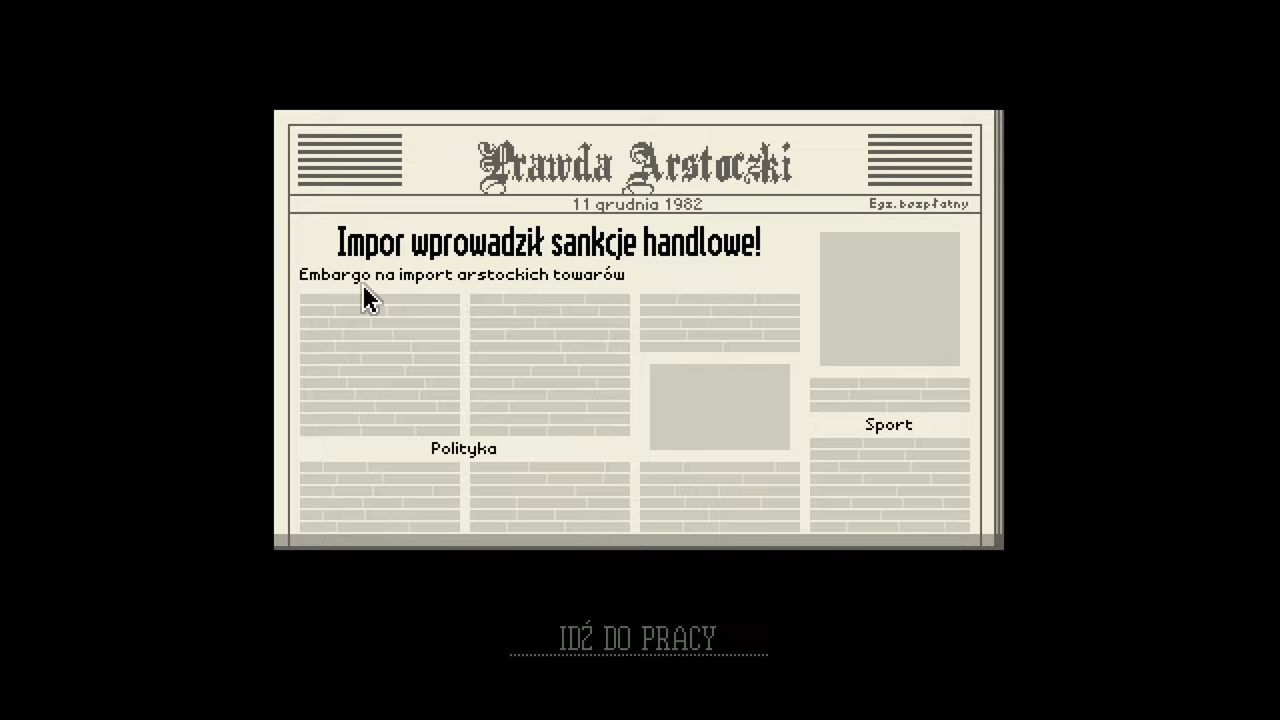 Prawda Arstoczki
11 grudnia 1982
Egz. bezpłatny
Impor wprowadził sankcje handlowe!
Embargo na import arstockich towarów
Sport
Polityka
IDŹ DO PRACY